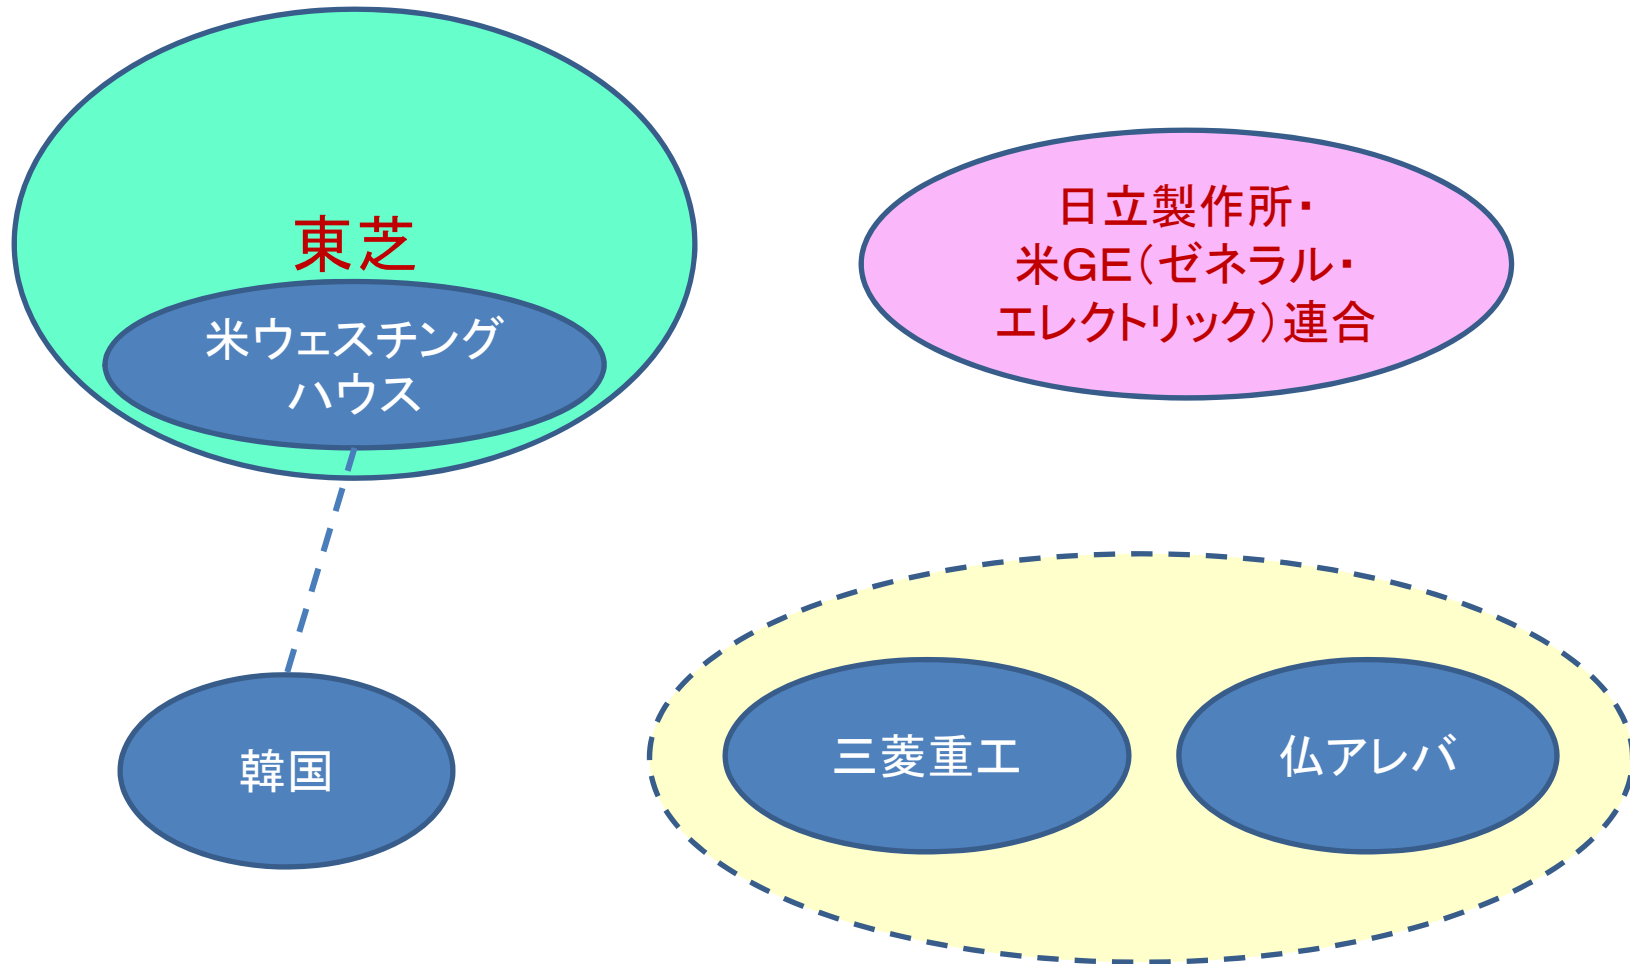 東芝
米ウェスチング
ハウス
日立製作所・
米GE（ゼネラル・
エレクトリック）連合
韓国
三菱重工
仏アレバ